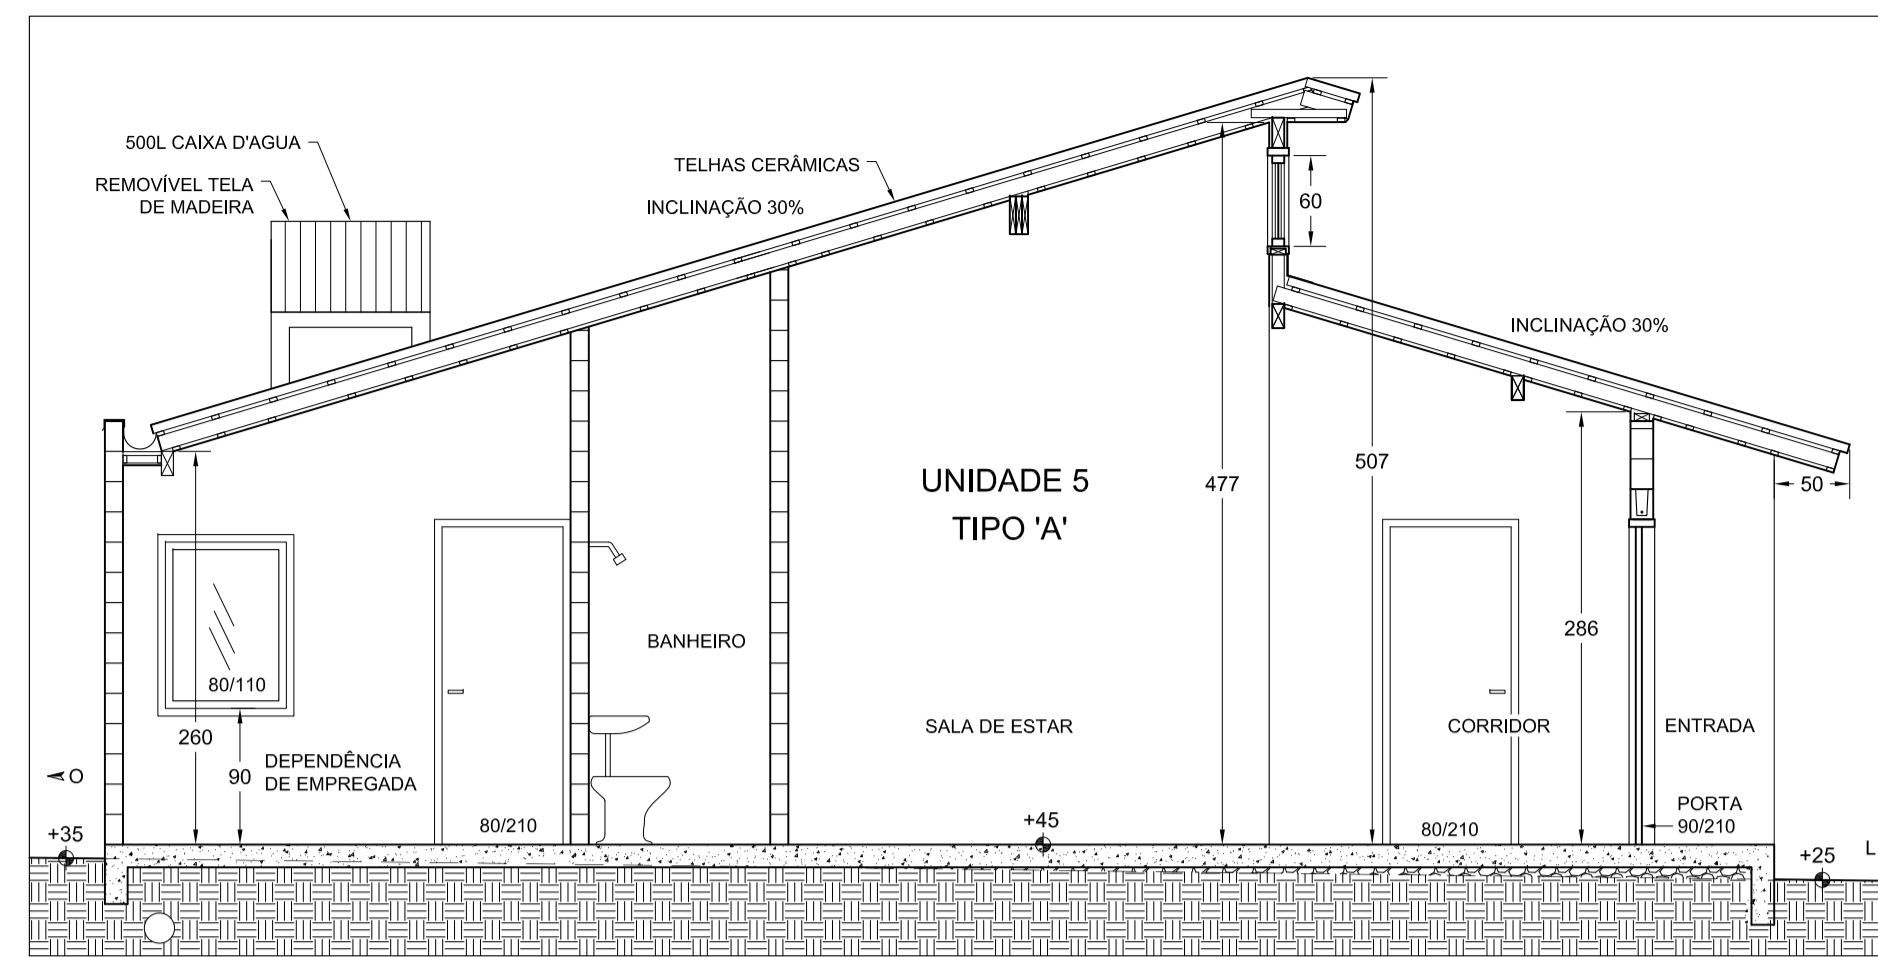 500L CAIXA D'AGUA
REMOVÍVEL TELA
DE MADEIRA
TELHAS CERÂMICAS
INCLINAÇÃO 30%
60
INCLINAÇÃO 30%
UNIDADE 5
TIPO 'A'
477
507
50
286
80/110
260
90
DEPENDÊNCIA
DE EMPREGADA
80/210
BANHEIRO
SALA DE ESTAR
CORRIDOR
ENTRADA
PORTA
90/210
80/210
O
+35
+45
+25
L